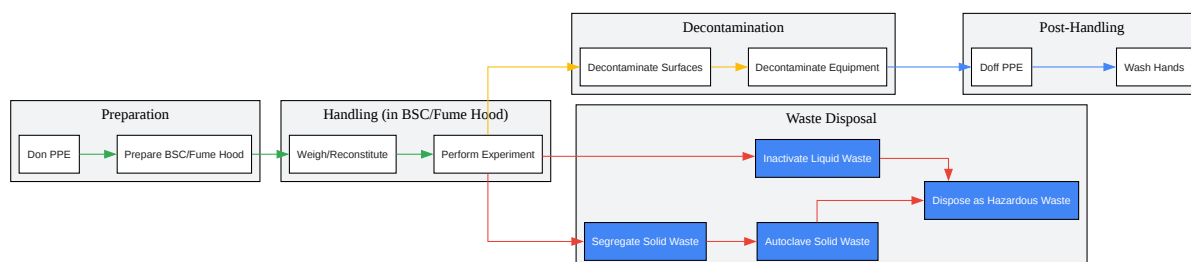 Preparation
Don PPE
Prepare BSC/Fume Hood
Handling (in BSC/Fume Hood)
Weigh/Reconstitute
Perform Experiment
Decontamination
Decontaminate Surfaces
Decontaminate Equipment
Post-Handling
Doff PPE
Wash Hands
Waste Disposal
Inactivate Liquid Waste
Dispose as Hazardous Waste
Segregate Solid Waste
Autoclave Solid Waste